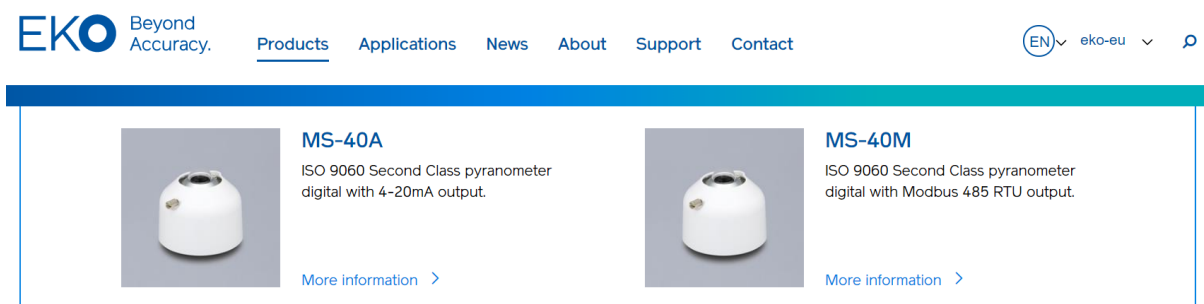 EKO Beyond Accuracy.
Products Applications News About Support Contact
EN eko-eu
MS-40A
ISO 9060 Second Class pyranometer
digital with 4-20mA output.
More information
MS-40M
ISO 9060 Second Class pyranometer
digital with Modbus 485 RTU output.
More information